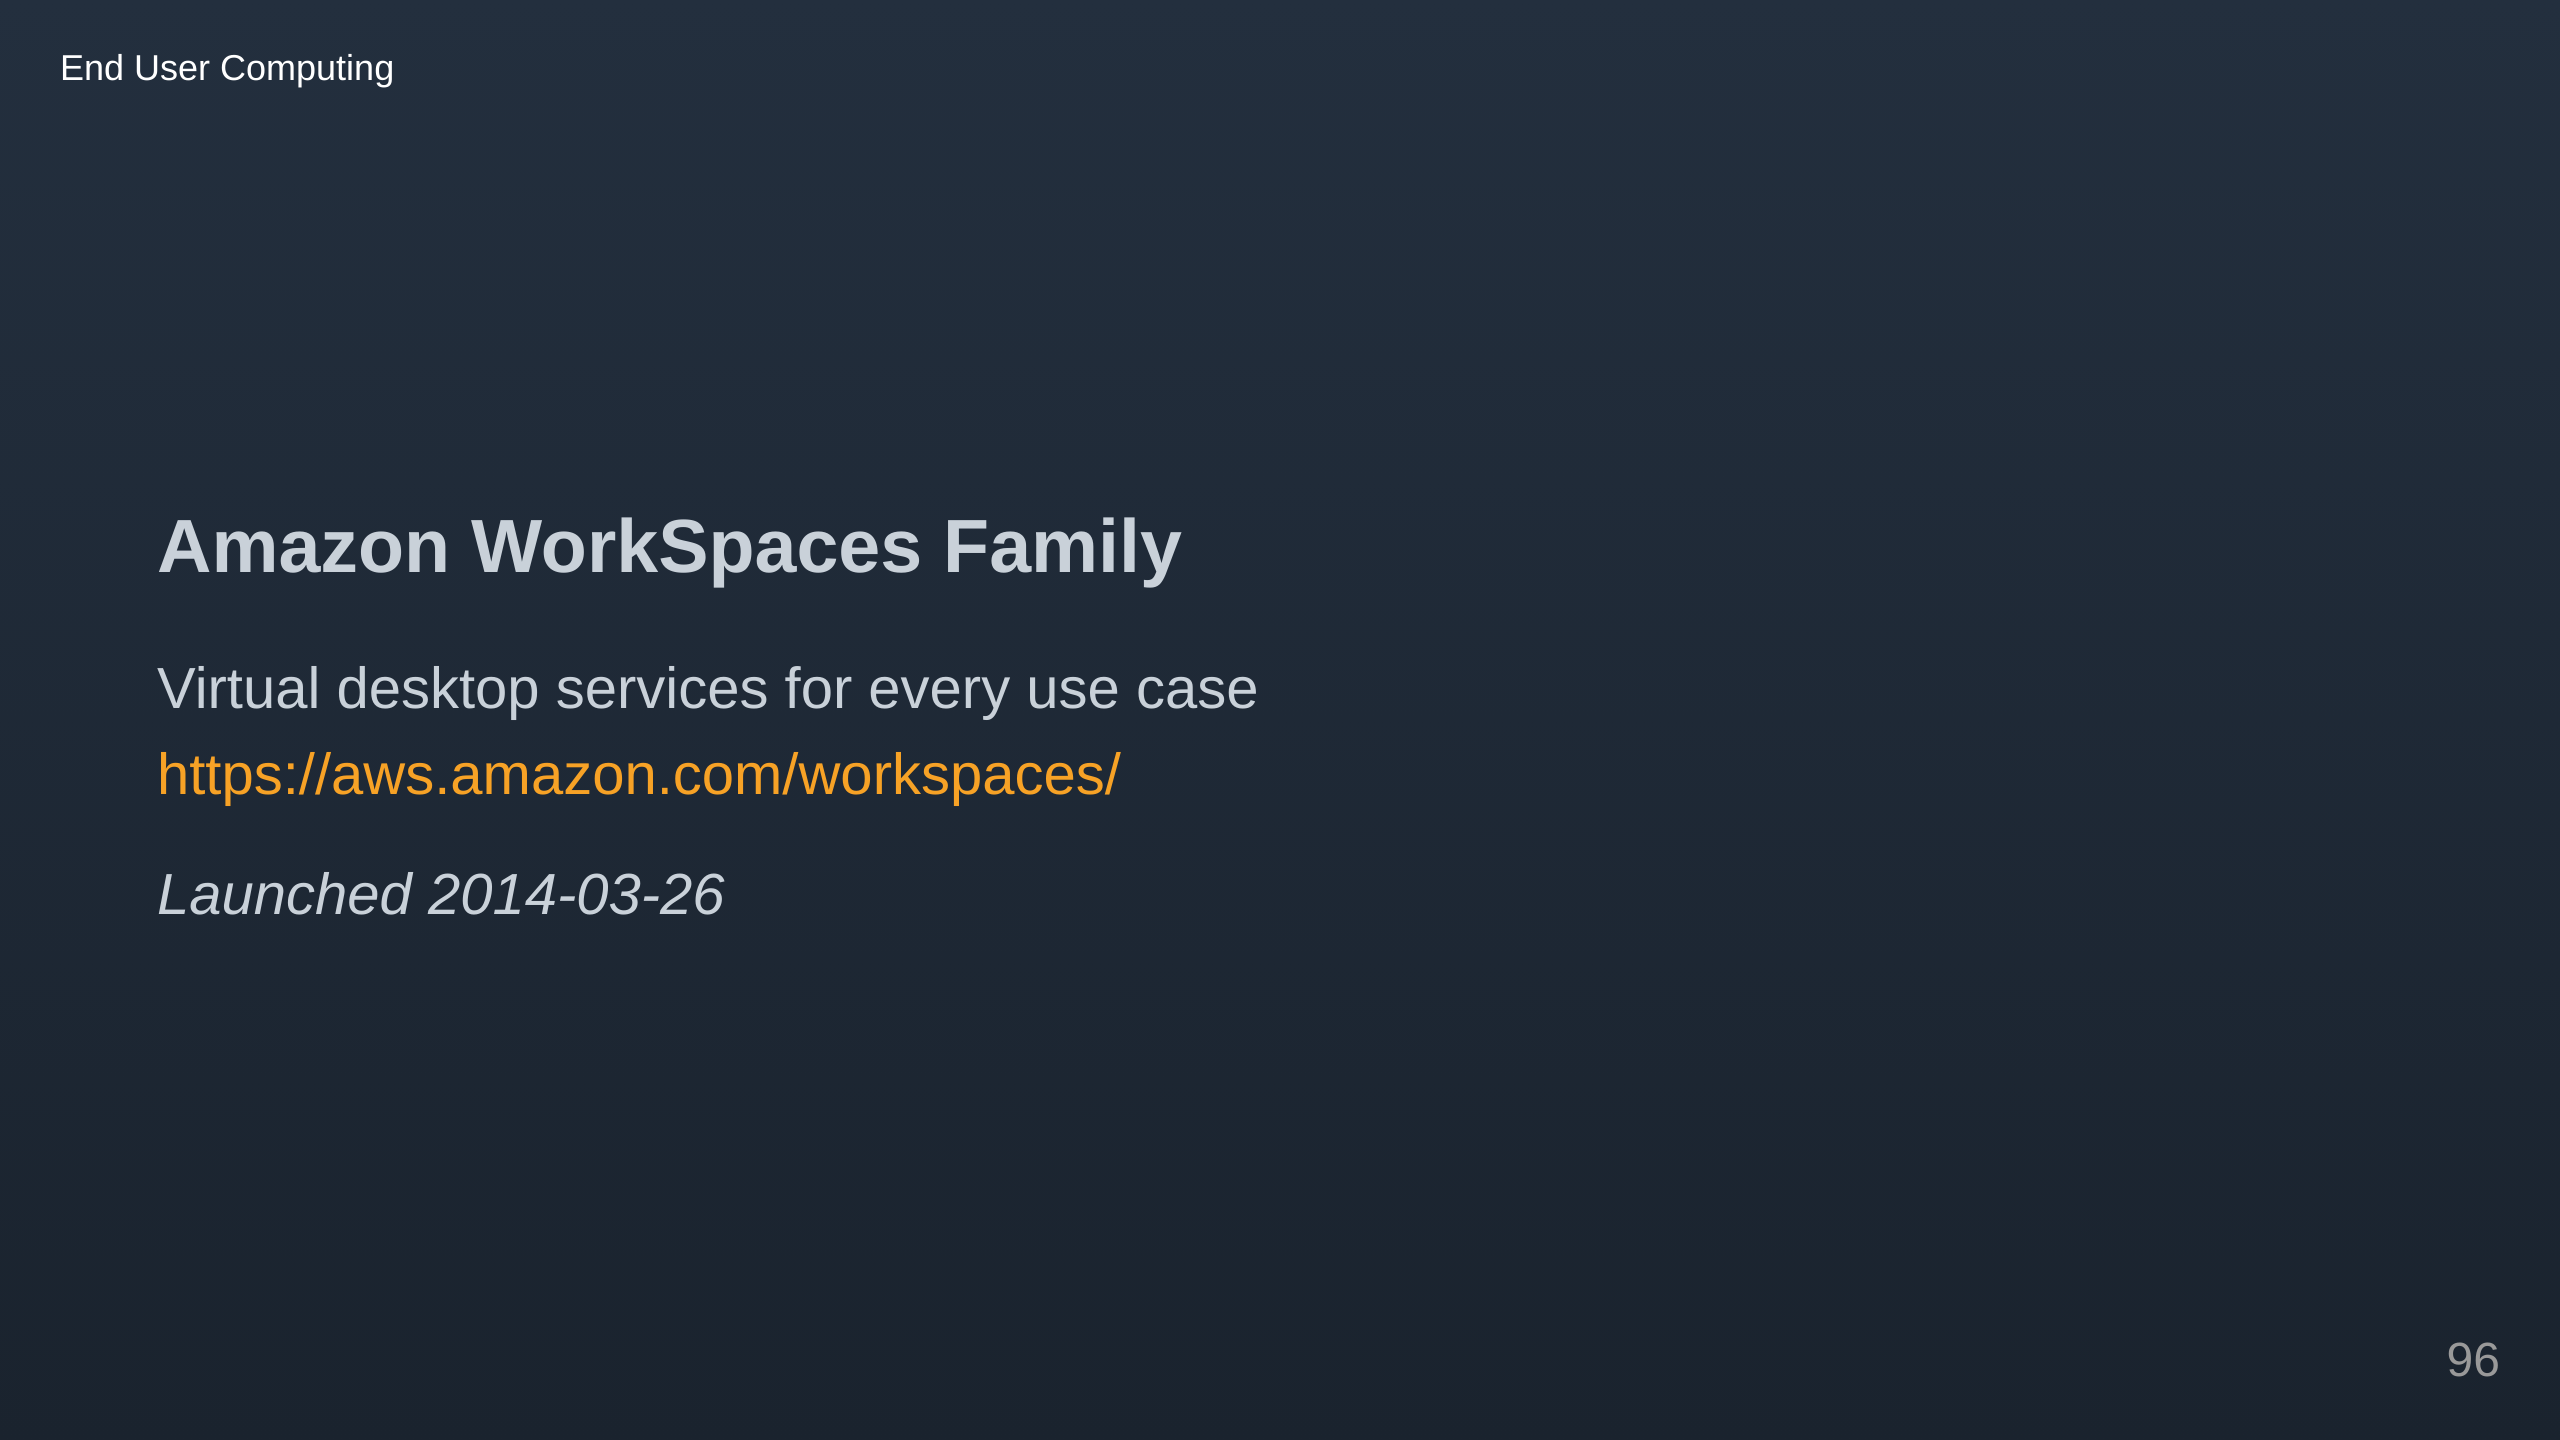 End User Computing
Amazon WorkSpaces Family
Virtual desktop services for every use case
https://aws.amazon.com/workspaces/
Launched 2014-03-26
96